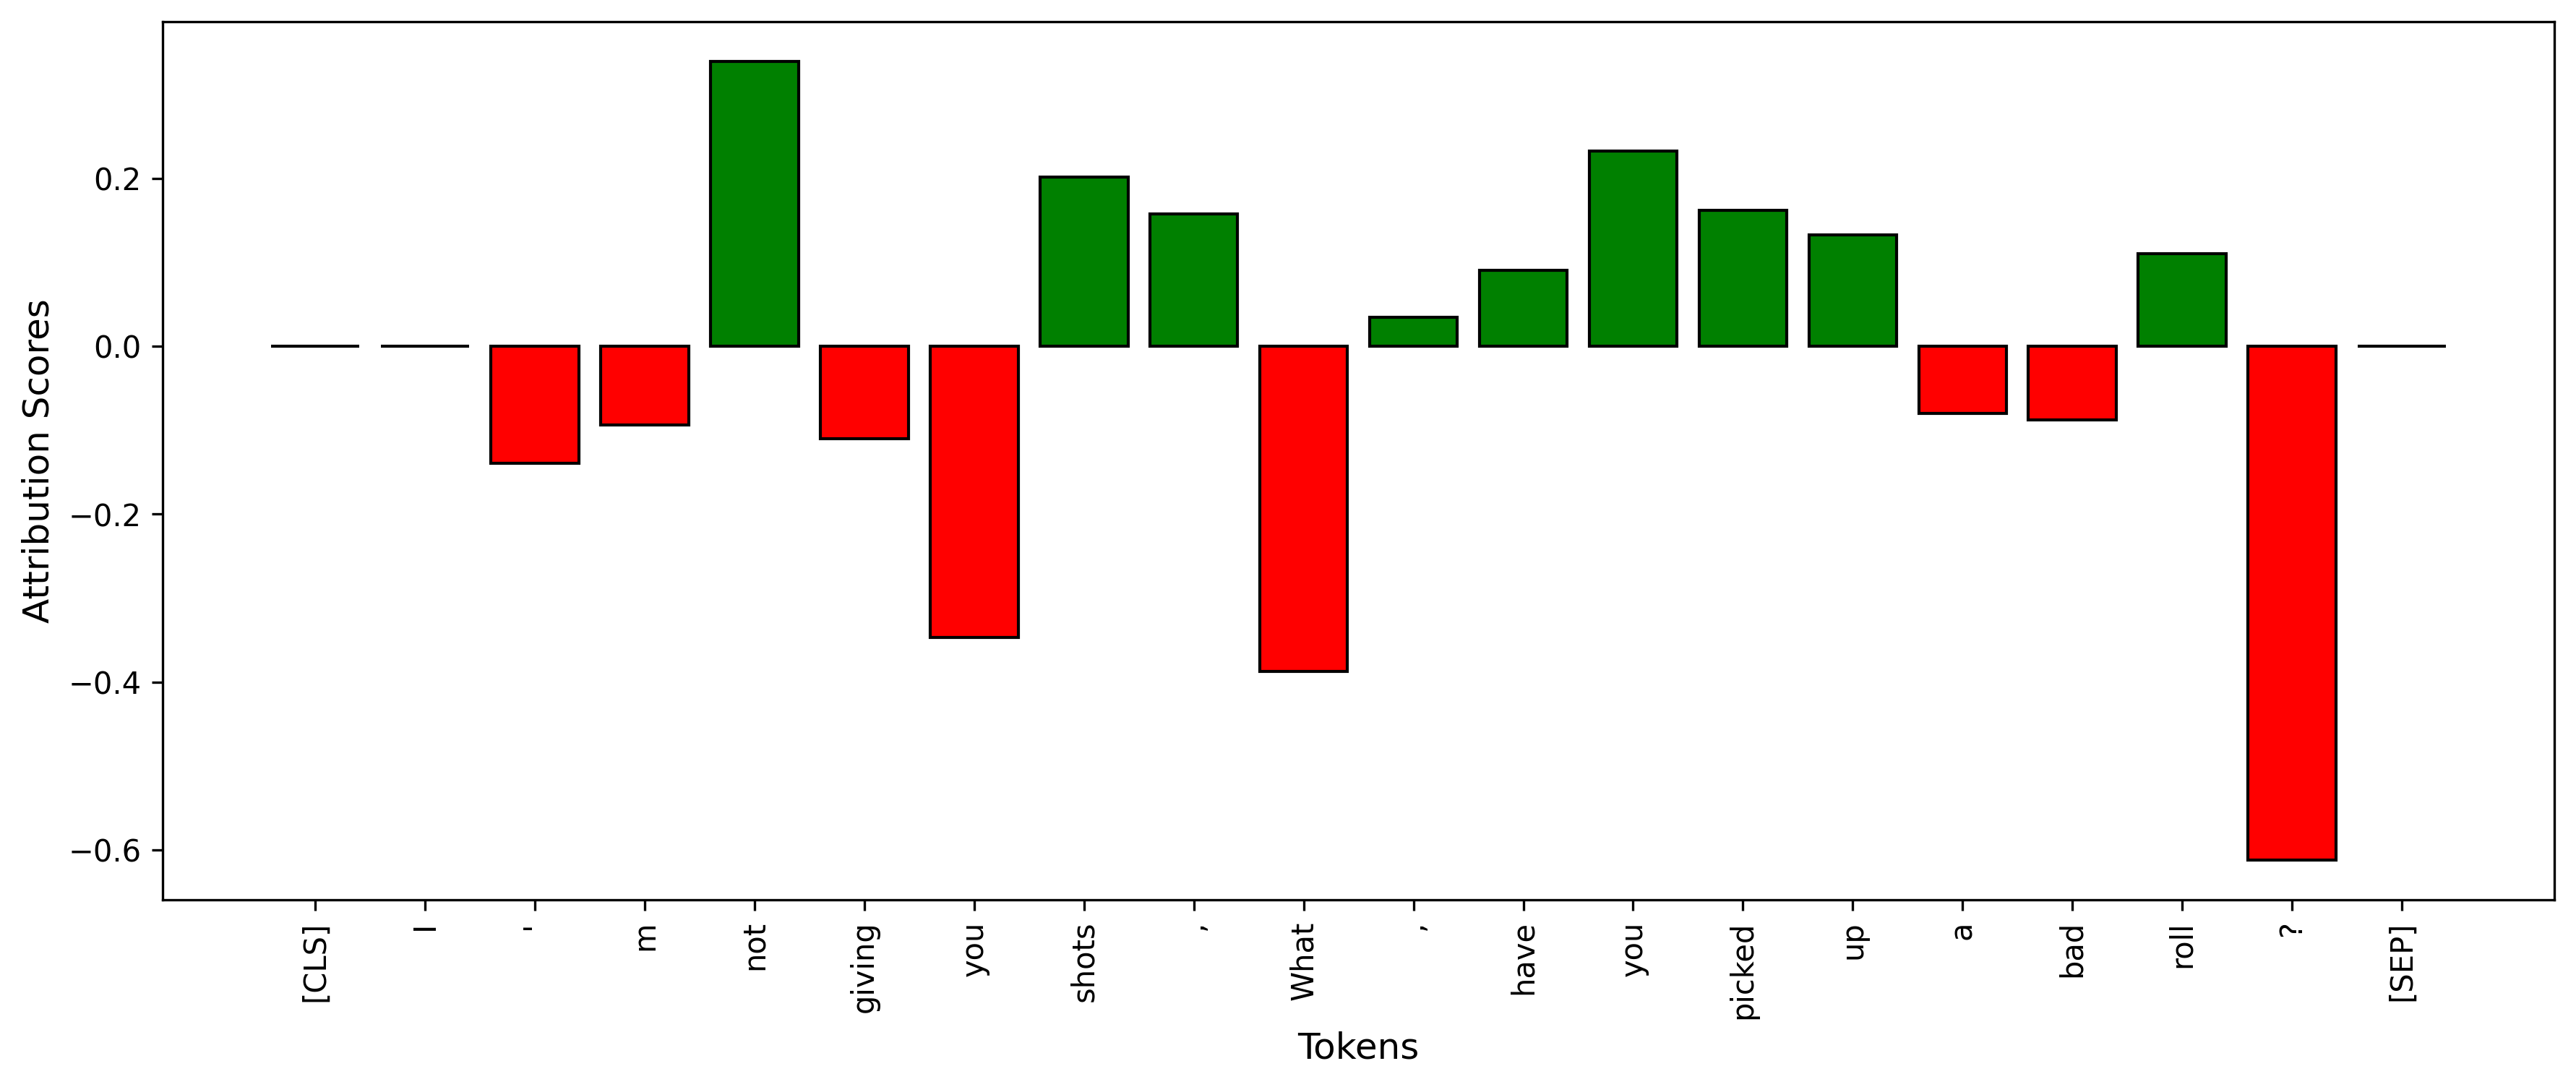 Attribution Scores
0.2
0.0
−0.2
−0.4
−0.6
[CLS]
I
'
m
not
giving
you
shots
,
What
,
have
you
picked
up
a
bad
roll
?
[SEP]
Tokens